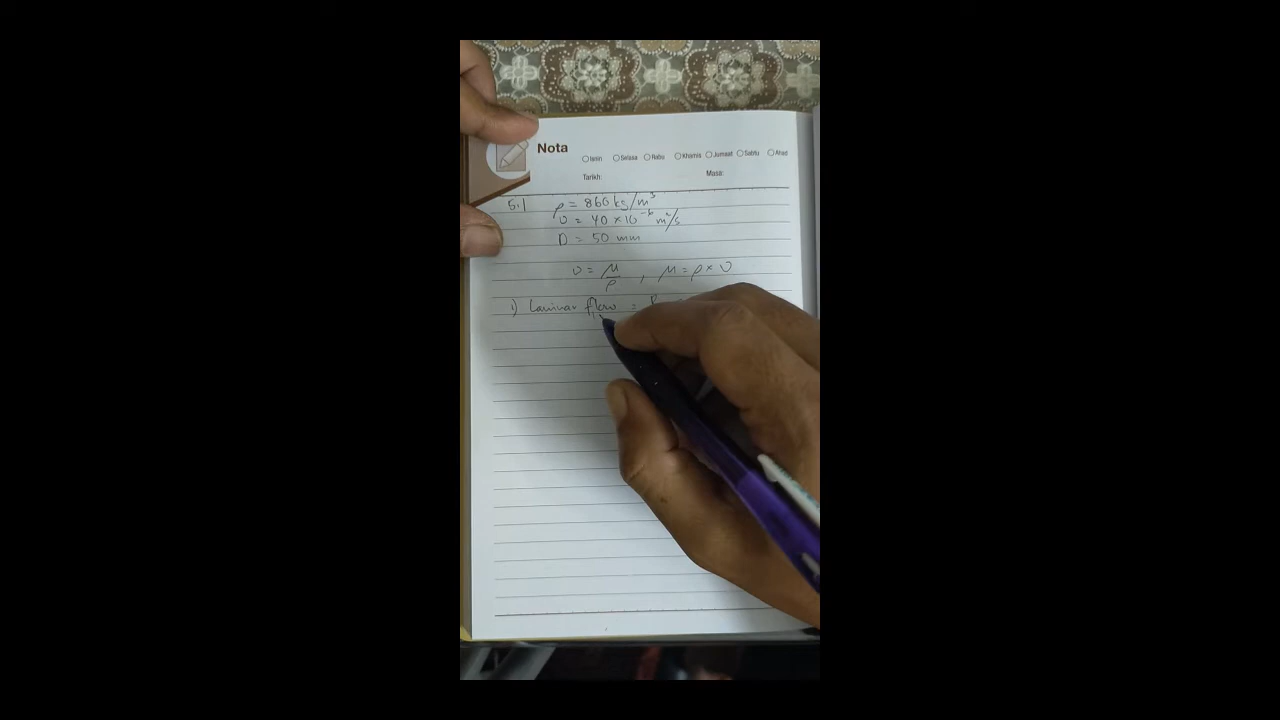 Nota
Isnin Selasa Rabu Khamis Jumaat Sabtu Ahad
Tarikh: Masa:
5.1 ρ = 860 kg/m³
υ = 40 × 10⁻⁶ m²/s
D = 50 mm
υ = μ/ρ , μ = ρ × υ
i) Laminar flow =